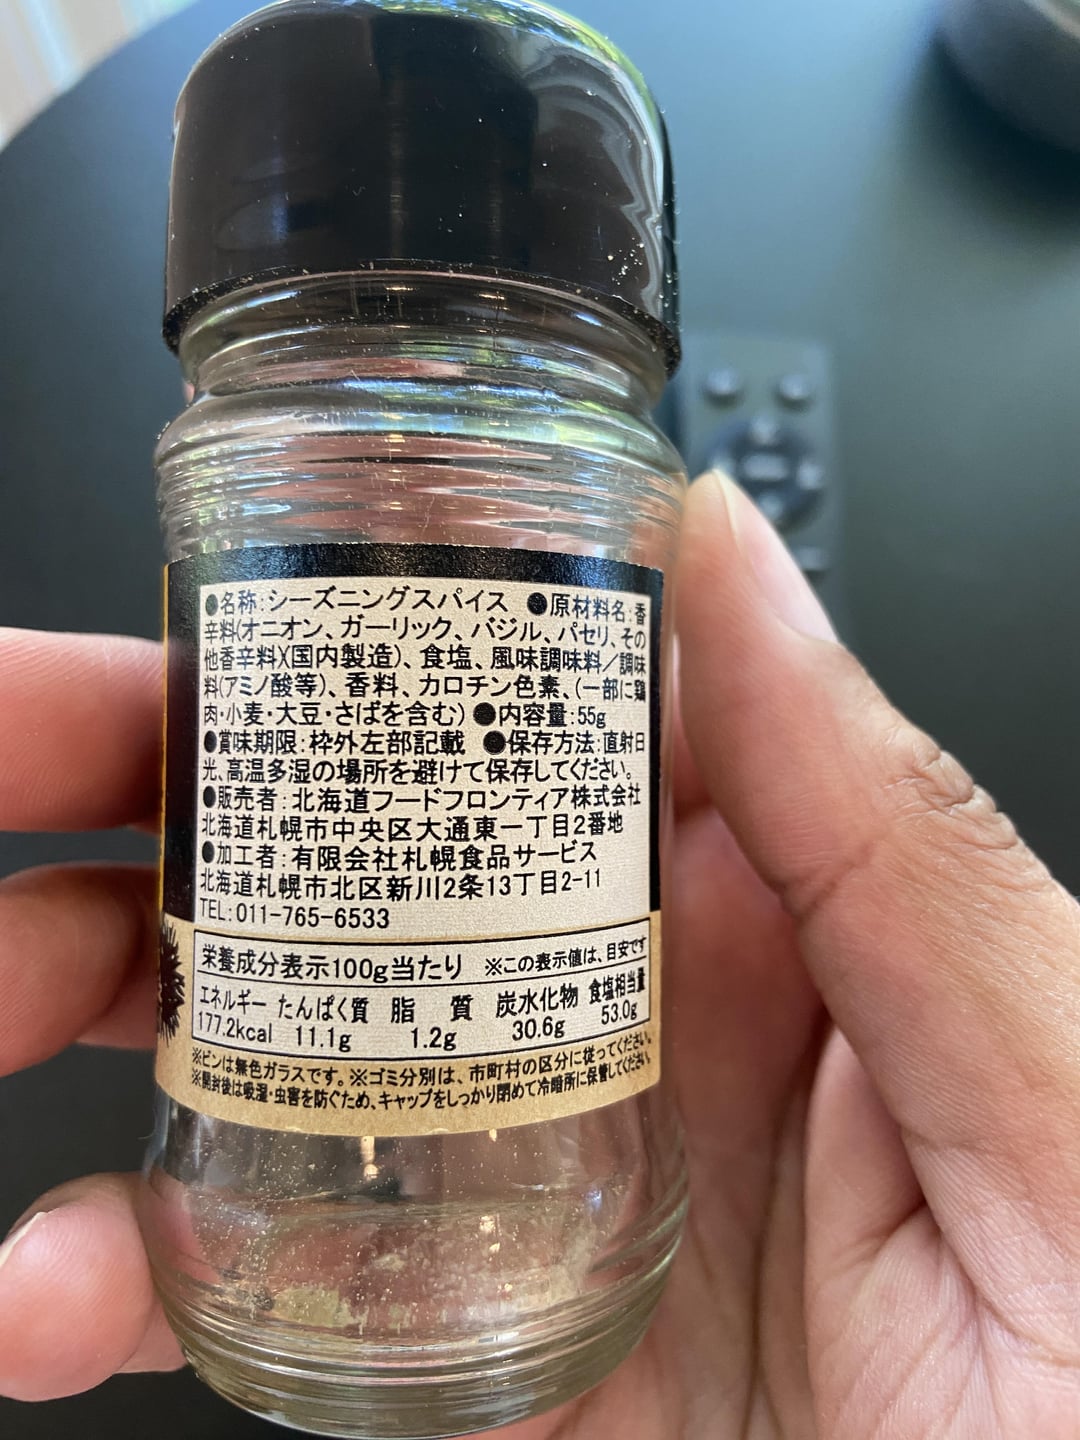 ●名称:シーズニングスパイス ●原材料名:香
辛料(オニオン、ガーリック、バジル、パセリ、その
他香辛料)(国内製造)、食塩、風味調味料/調味
料(アミノ酸等)、香料、カロチン色素、(一部に鶏
肉・小麦・大豆・さばを含む) ●内容量:55g
●賞味期限:枠外左部記載 ●保存方法:直射日
光、高温多湿の場所を避けて保存してください。
●販売者:北海道フードフロンティア株式会社
北海道札幌市中央区大通東一丁目2番地
●加工者:有限会社札幌食品サービス
北海道札幌市北区新川2条13丁目2-11
TEL:011-765-6533
栄養成分表示100g当たり ※この表示値は、目安です
エネルギー たんぱく質 脂 質 炭水化物 食塩相当量
177.2kcal 11.1g 1.2g 30.6g 53.0g
※ビンは無色ガラスです。※ゴミ分別は、市町村の区分に従ってください。
※開封後は吸湿・虫害を防ぐため、キャップをしっかり閉めて冷暗所に保管してください。